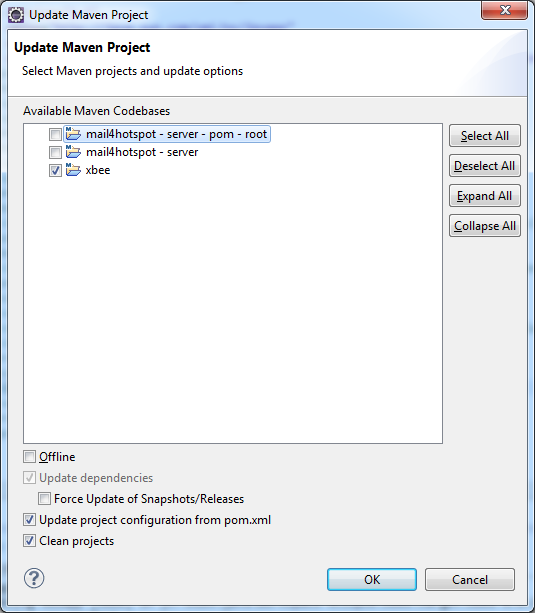 Update Maven Project
Update Maven Project
Select Maven projects and update options
Available Maven Codebases
mail4hotspot - server - pom - root
mail4hotspot - server
xbee
Select All
Deselect All
Expand All
Collapse All
Offline
Update dependencies
Force Update of Snapshots/Releases
Update project configuration from pom.xml
Clean projects
?
OK
Cancel